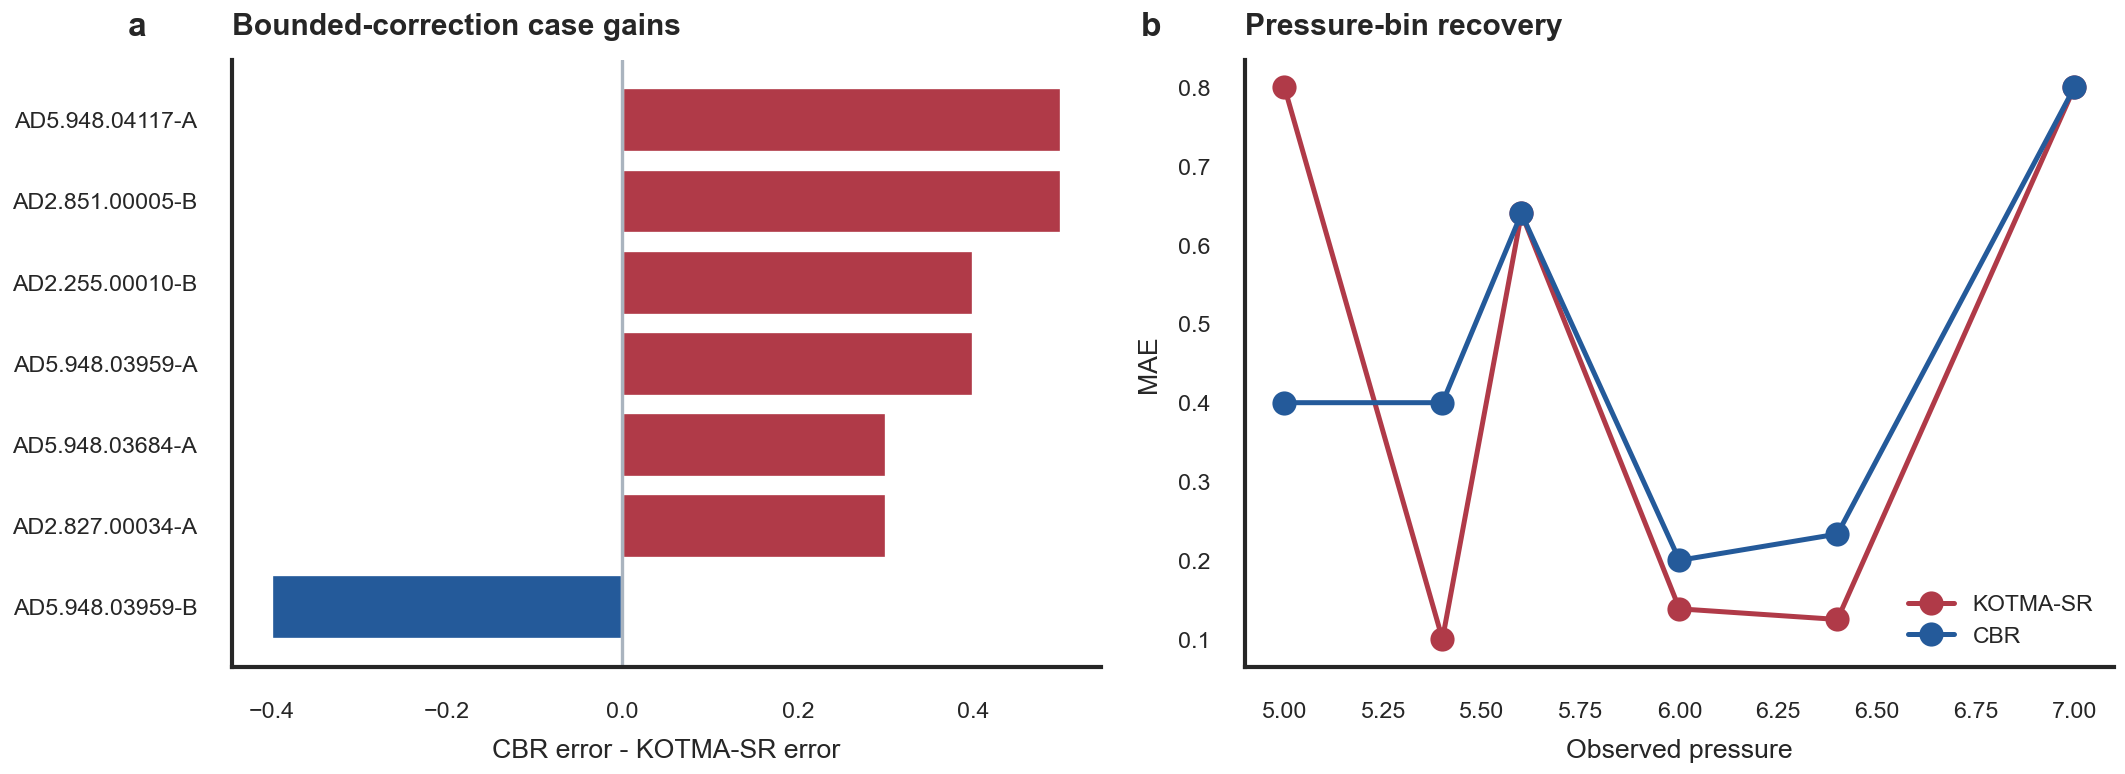 a Bounded-correction case gains
AD5.948.04117-A
AD2.851.00005-B
AD2.255.00010-B
AD5.948.03959-A
AD5.948.03684-A
AD2.827.00034-A
AD5.948.03959-B
−0.4 −0.2 0.0 0.2 0.4
CBR error - KOTMA-SR error
b Pressure-bin recovery
MAE
0.8
0.7
0.6
0.5
0.4
0.3
0.2
0.1
KOTMA-SR
CBR
5.00 5.25 5.50 5.75 6.00 6.25 6.50 6.75 7.00
Observed pressure